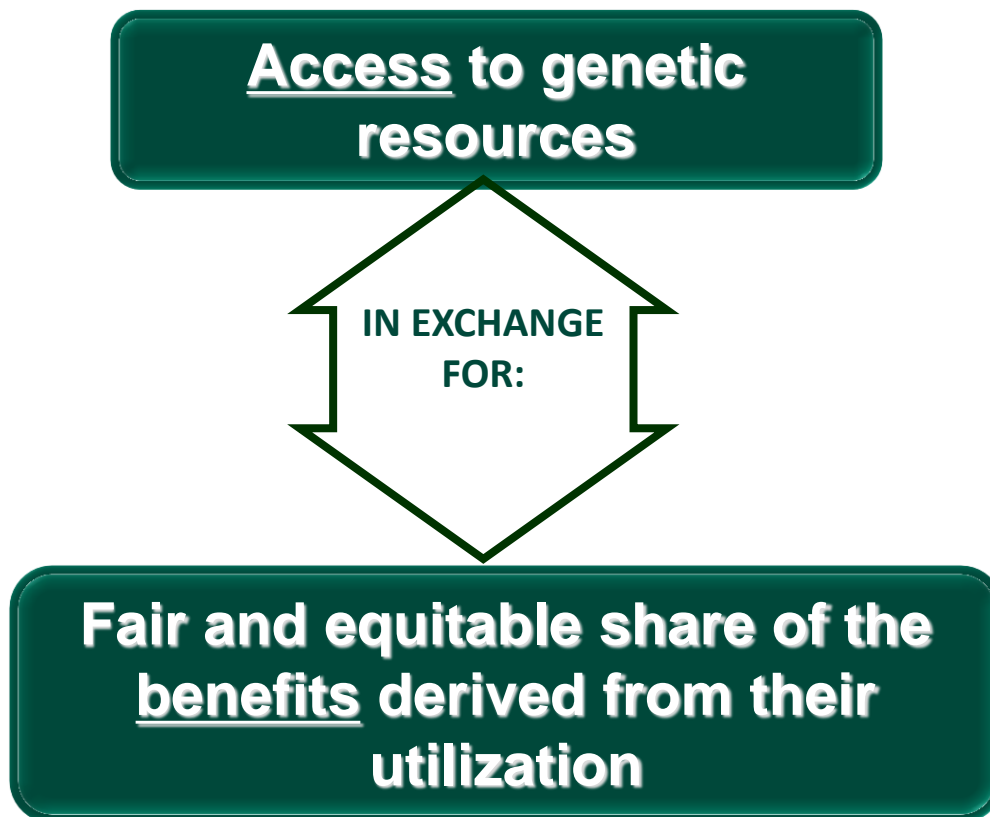 Access to genetic
resources
IN EXCHANGE
FOR:
Fair and equitable share of the
benefits derived from their
utilization